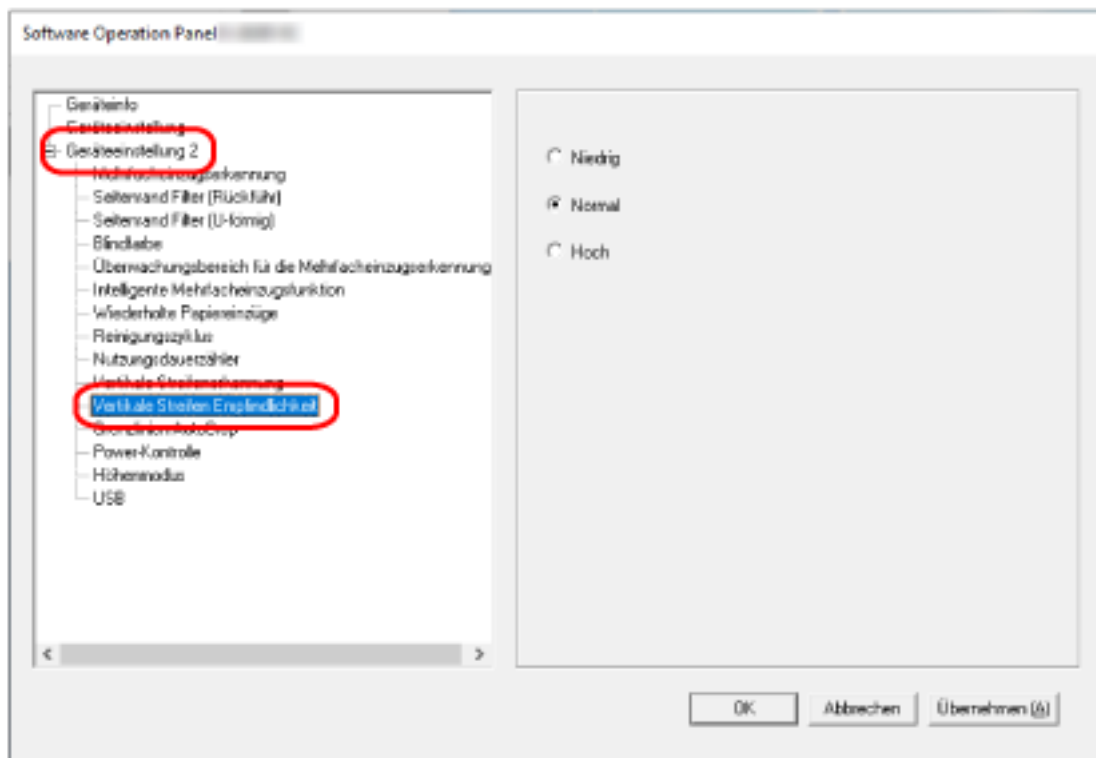 Software Operation Panel
Geräteinfo
Geräteeinstellung
Geräteeinstellung 2
Mehrfacheinzugserkennung
Seitenrand Filter (Rückführ)
Seitenrand Filter (U-förmig)
Blindfarbe
Überwachungsbereich für die Mehrfacheinzugserkennung
Intelligente Mehrfacheinzugsfunktion
Wiederholte Papiereinzüge
Reinigungszyklus
Nutzungsdauerzähler
Vertikale Streifenerkennung
Vertikale Streifen Empfindlichkeit
Grenzlinien AutoCrop
Power-Kontrolle
Höhenmodus
USB
Niedrig
Normal
Hoch
OK
Abbrechen
Übernehmen (A)